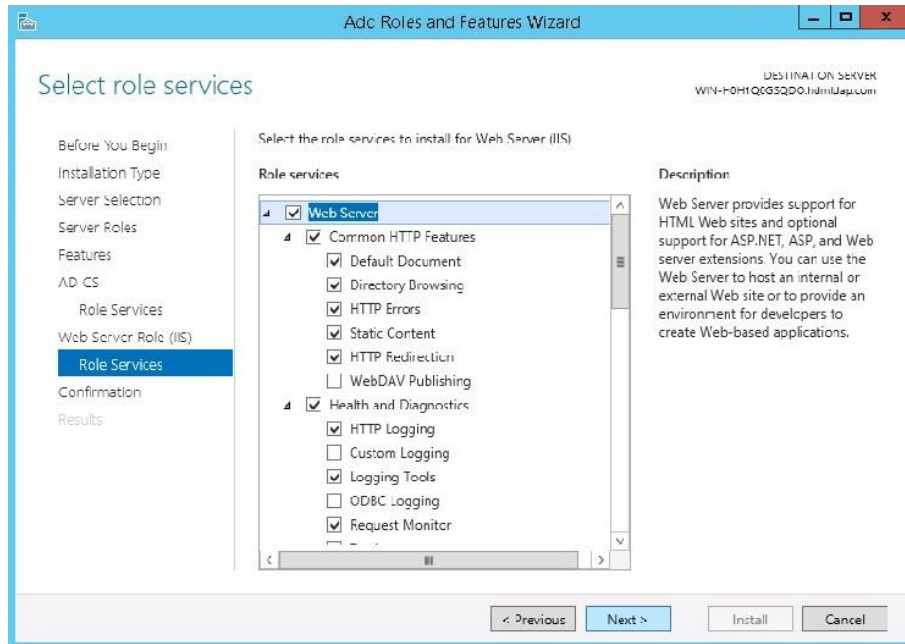 Adc Roles and Features Wizard
Select role services
DESTINATION SERVER
Before You Begin
Installation Type
Server Selection
Server Roles
Features
AD CS
Role Services
Web Server Role (IIS)
Role Services
Confirmation
Results
Select the role services to install for Web Server (IIS)
Role services
Web Server
Common HTTP Features
Default Document
Directory Browsing
HTTP Errors
Static Content
HTTP Redirection
WebDAV Publishing
Health and Diagnostics
HTTP Logging
Custom Logging
Logging Tools
ODBC Logging
Request Monitor
Description
Web Server provides support for
HTML Web sites and optional
support for ASP.NET, ASP, and Web
server extensions. You can use the
Web Server to host an internal or
external Web site or to provide an
environment for developers to
create Web-based applications.
< Previous
Next >
Install
Cancel